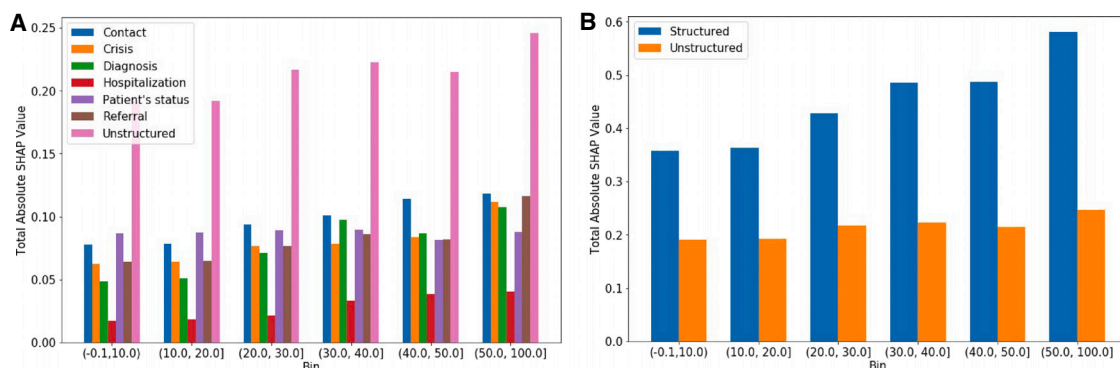 A
Total Absolute SHAP Value
0.25
0.20
0.15
0.10
0.05
0.00
Contact
Crisis
Diagnosis
Hospitalization
Patient's status
Referral
Unstructured
(-0.1,10.0) (10.0, 20.0] (20.0, 30.0] (30.0, 40.0] (40.0, 50.0] (50.0, 100.0]
Bin
B
Total Absolute SHAP Value
0.6
0.5
0.4
0.3
0.2
0.1
0.0
Structured
Unstructured
(-0.1,10.0) (10.0, 20.0] (20.0, 30.0] (30.0, 40.0] (40.0, 50.0] (50.0, 100.0]
Bin